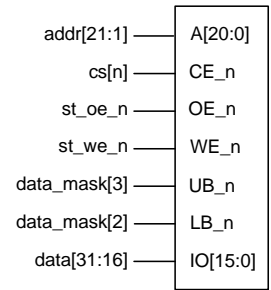 addr[21:1] A[20:0]
cs[n] CE_n
st_oe_n OE_n
st_we_n WE_n
data_mask[3] UB_n
data_mask[2] LB_n
data[31:16] IO[15:0]